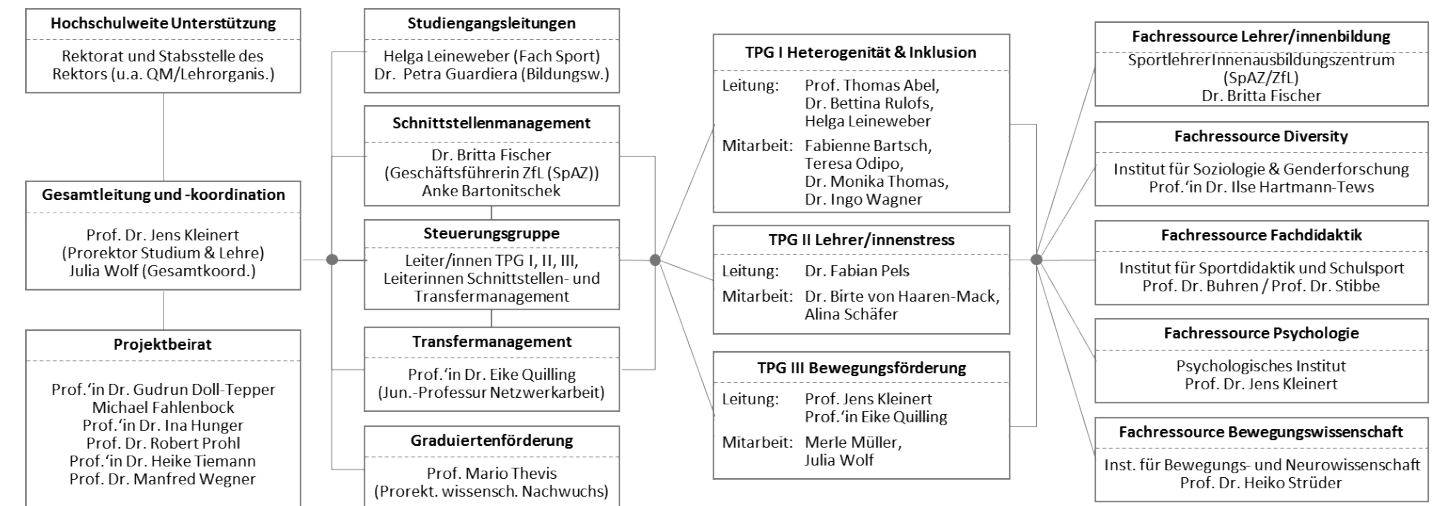 Hochschulweite Unterstützung
Rektorat und Stabsstelle des
Rektors (u.a. QM/Lehrorganis.)
Gesamtleitung und -koordination
Prof. Dr. Jens Kleinert
(Prorektor Studium & Lehre)
Julia Wolf (Gesamtkoord.)
Projektbeirat
Prof.‘in Dr. Gudrun Doll-Tepper
Michael Fahlenbock
Prof.‘in Dr. Ina Hunger
Prof. Dr. Robert Prohl
Prof.‘in Dr. Heike Tiemann
Prof. Dr. Manfred Wegner
Studiengangsleitungen
Helga Leineweber (Fach Sport)
Dr. Petra Guardiera (Bildungsw.)
Schnittstellenmanagement
Dr. Britta Fischer
(Geschäftsführerin ZfL (SpAZ))
Anke Bartonitschek
Steuerungsgruppe
Leiter/innen TPG I, II, III,
Leiterinnen Schnittstellen- und
Transfermanagement
Transfermanagement
Prof.‘in Dr. Eike Quilling
(Jun.-Professur Netzwerkarbeit)
Graduiertenförderung
Prof. Mario Thevis
(Prorekt. wissensch. Nachwuchs)
TPG I Heterogenität & Inklusion
Leitung: Prof. Thomas Abel,
Dr. Bettina Rulofs,
Helga Leineweber
Mitarbeit: Fabienne Bartsch,
Teresa Odipo,
Dr. Monika Thomas,
Dr. Ingo Wagner
TPG II Lehrer/innenstress
Leitung: Dr. Fabian Pels
Mitarbeit: Dr. Birte von Haaren-Mack,
Alina Schäfer
TPG III Bewegungsförderung
Leitung: Prof. Jens Kleinert
Prof.‘in Eike Quilling
Mitarbeit: Merle Müller,
Julia Wolf
Fachressource Lehrer/innenbildung
SportlehrerInnenausbildungszentrum
(SpAZ/ZfL)
Dr. Britta Fischer
Fachressource Diversity
Institut für Soziologie & Genderforschung
Prof.‘in Dr. Ilse Hartmann-Tews
Fachressource Fachdidaktik
Institut für Sportdidaktik und Schulsport
Prof. Dr. Buhren / Prof. Dr. Stibbe
Fachressource Psychologie
Psychologisches Institut
Prof. Dr. Jens Kleinert
Fachressource Bewegungswissenschaft
Inst. für Bewegungs- und Neurowissenschaft
Prof. Dr. Heiko Strüder